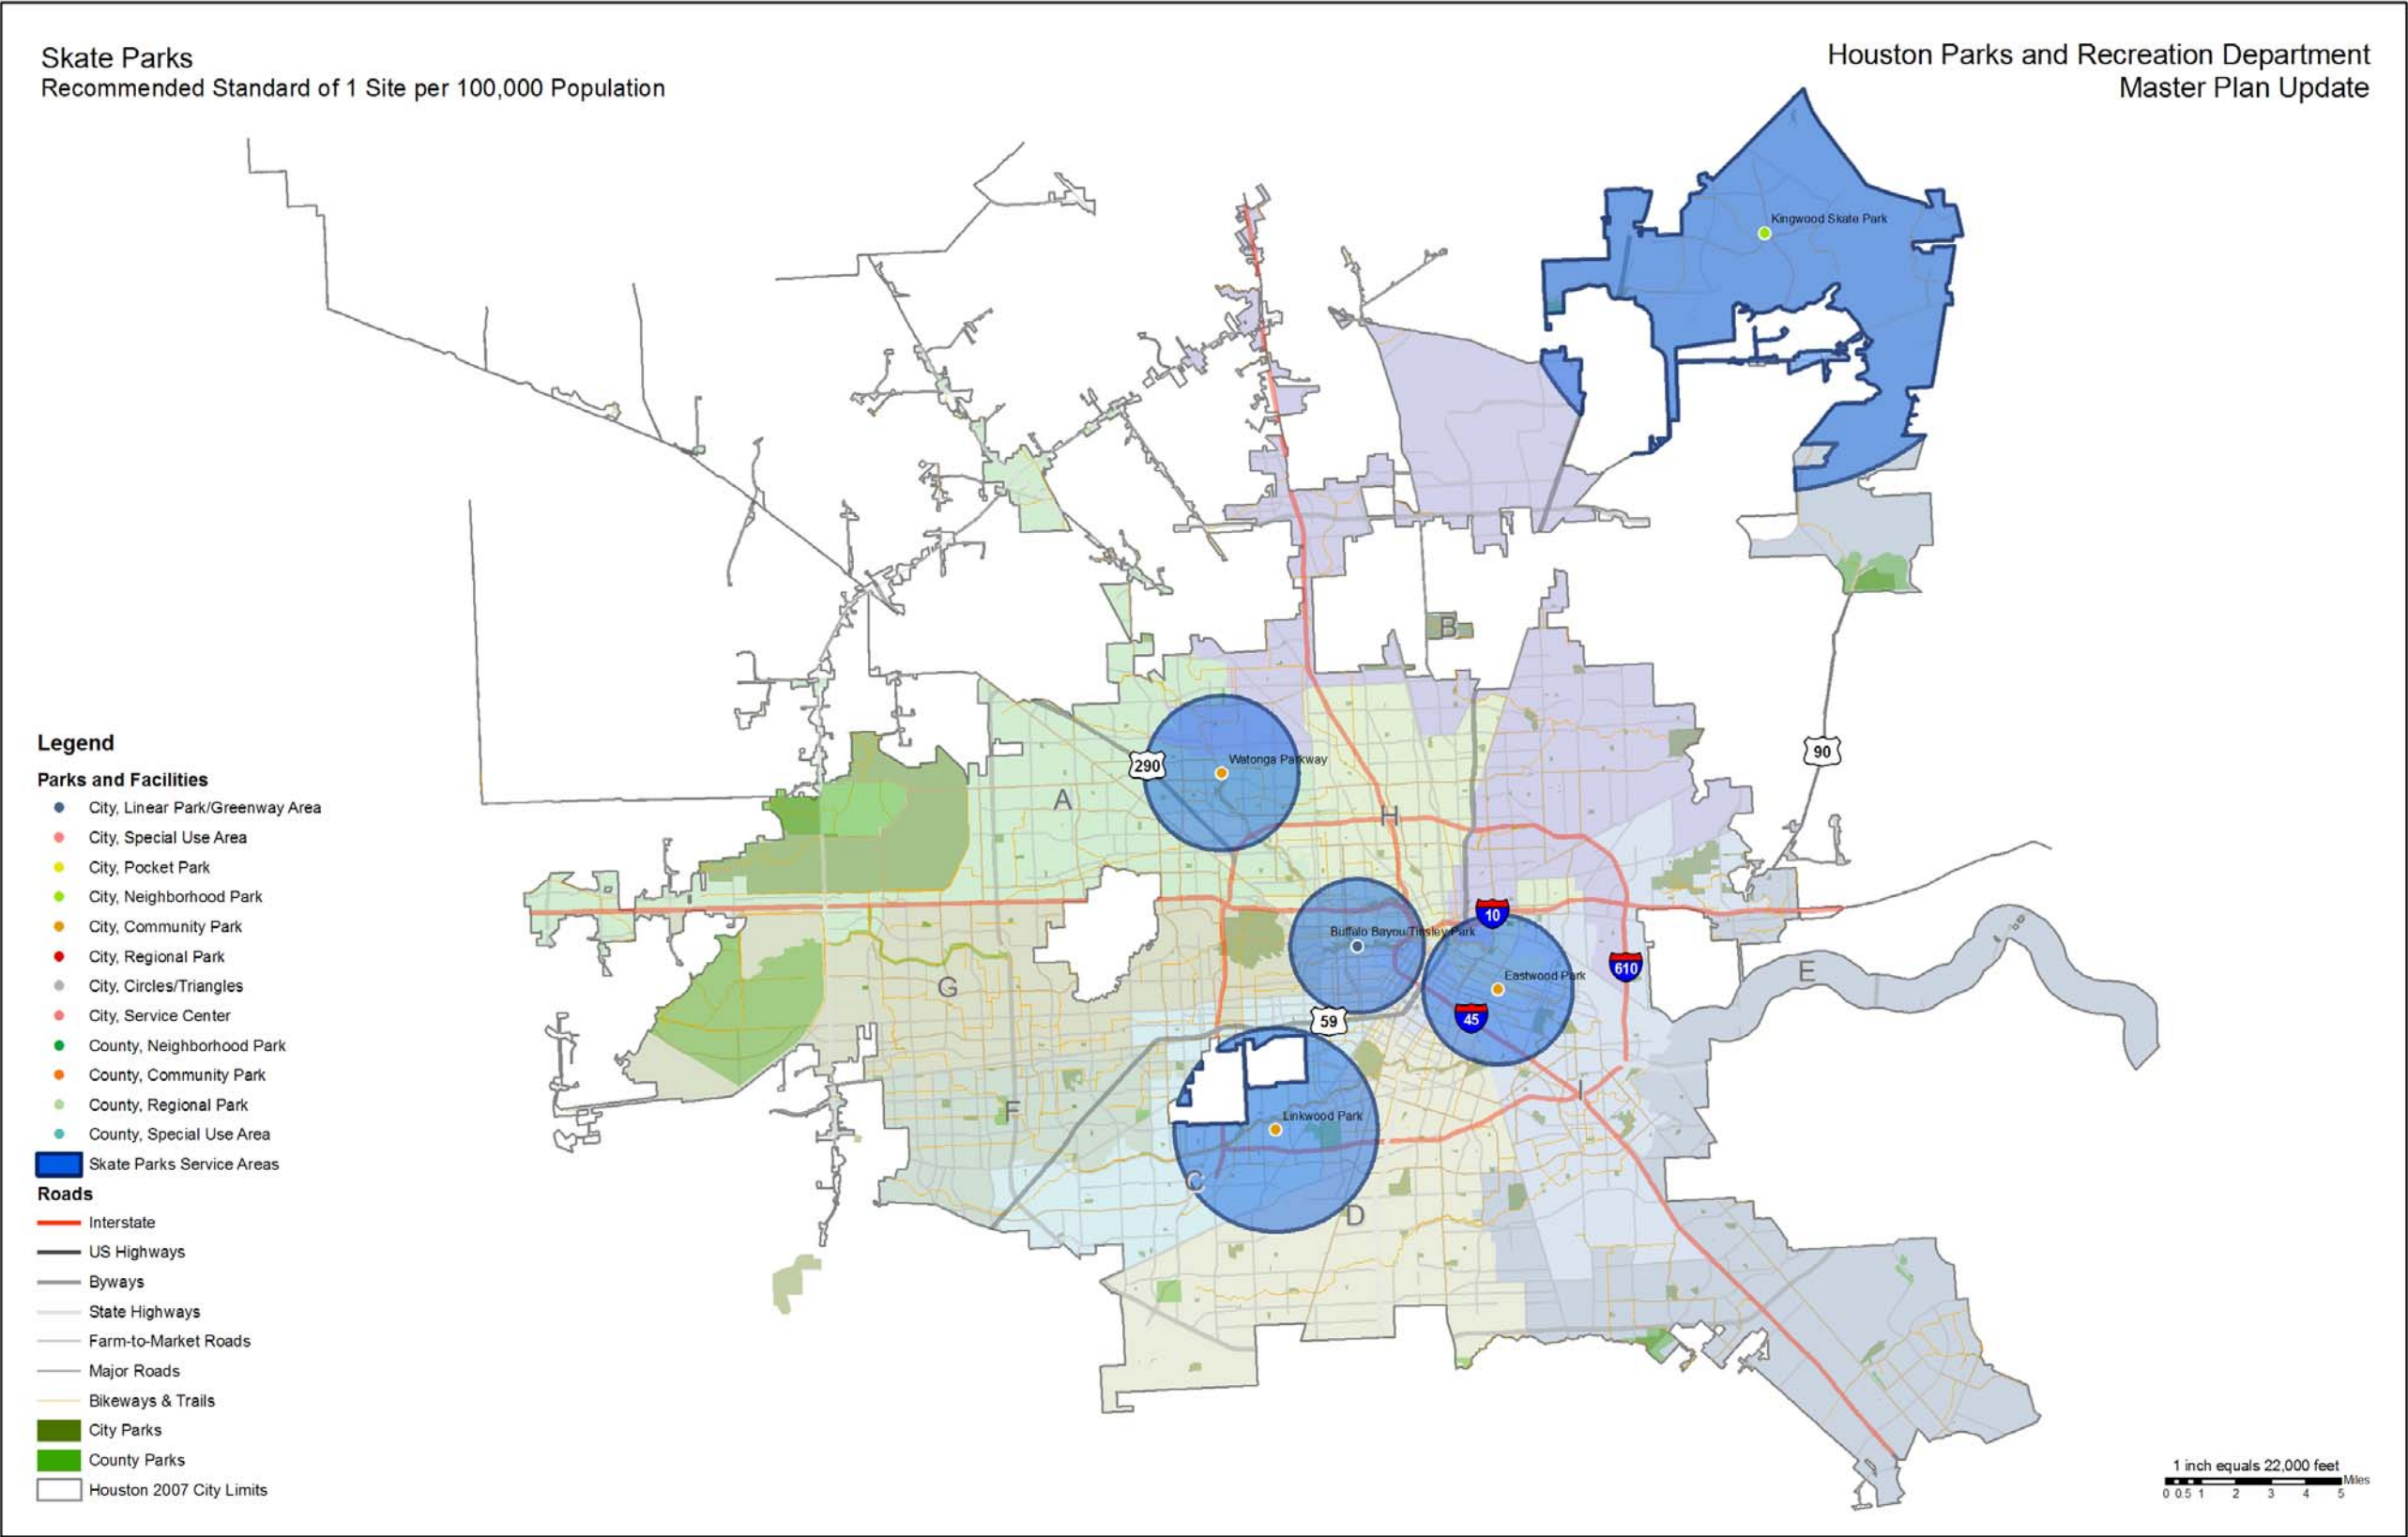 Skate Parks
Recommended Standard of 1 Site per 100,000 Population
Houston Parks and Recreation Department
Master Plan Update
Kingwood Skate Park
B
290
Watonga Parkway
90
A
H
10
Buffalo Bayou/Tinsley Park
610
Eastwood Park
E
G
59
45
I
F
Linkwood Park
C
D
Legend
Parks and Facilities
City, Linear Park/Greenway Area
City, Special Use Area
City, Pocket Park
City, Neighborhood Park
City, Community Park
City, Regional Park
City, Circles/Triangles
City, Service Center
County, Neighborhood Park
County, Community Park
County, Regional Park
County, Special Use Area
Skate Parks Service Areas
Roads
Interstate
US Highways
Byways
State Highways
Farm-to-Market Roads
Major Roads
Bikeways & Trails
City Parks
County Parks
Houston 2007 City Limits
1 inch equals 22,000 feet
Miles
0 0.5 1 2 3 4 5